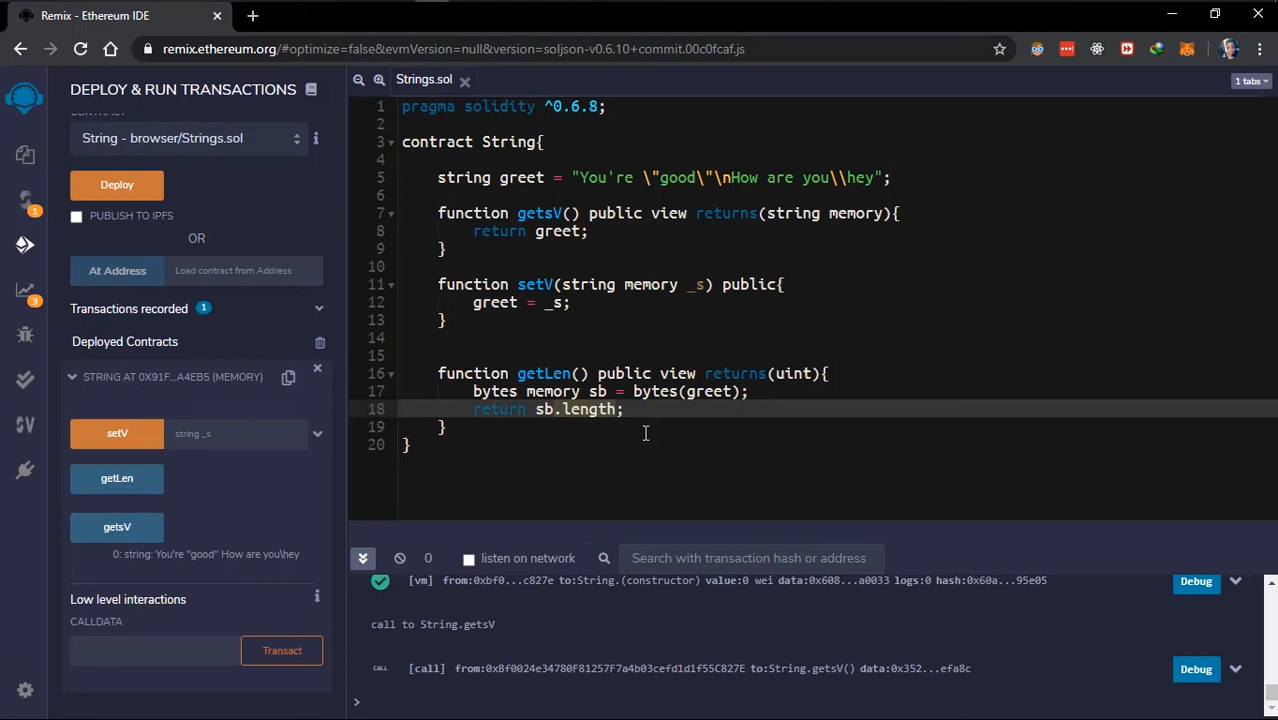 Remix - Ethereum IDE
remix.ethereum.org/#optimize=false&evmVersion=null&version=soljson-v0.6.10+commit.00c0fcaf.js
DEPLOY & RUN TRANSACTIONS
CONTRACT
String - browser/Strings.sol
Deploy
PUBLISH TO IPFS
OR
At Address
Load contract from Address
Transactions recorded 1
Deployed Contracts
STRING AT 0X91F...A4EB5 (MEMORY)
setV
string _s
getLen
getsV
0: string: You're "good" How are you\hey
Low level interactions
CALLDATA
Transact
1
3
SV
Strings.sol
1 tabs
1 pragma solidity ^0.6.8;
2
3 contract String{
4
5 string greet = "You're \"good\"\nHow are you\\hey";
6
7 function getsV() public view returns(string memory){
8 return greet;
9 }
10
11 function setV(string memory _s) public{
12 greet = _s;
13 }
14
15
16 function getLen() public view returns(uint){
17 bytes memory sb = bytes(greet);
18 return sb.length;
19 }
20 }
0
listen on network
Search with transaction hash or address
[vm] from:0xbf0...c827e to:String.(constructor) value:0 wei data:0x608...a0033 logs:0 hash:0x60a...95e05
Debug
call to String.getsV
CALL [call] from:0xBf0024e34780F81257F7a4b03cefd1d1f55C827E to:String.getsV() data:0x352...efa8c
Debug
>